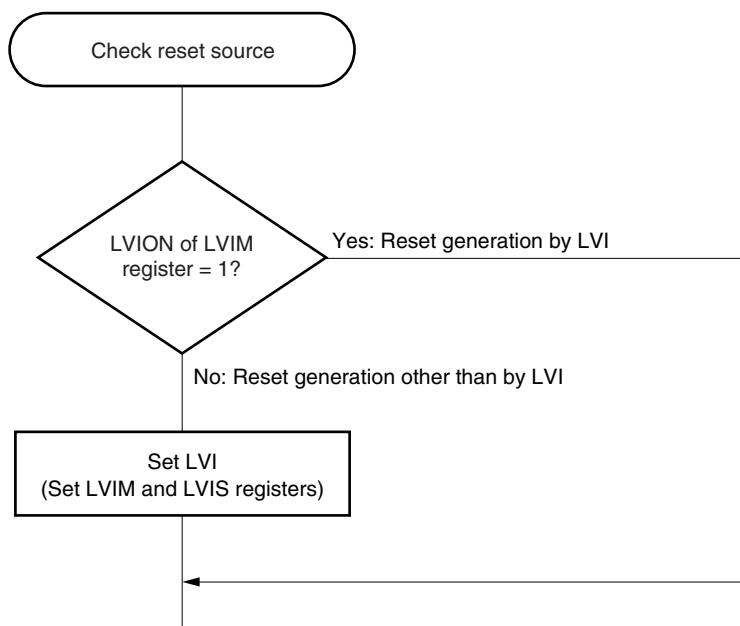 Check reset source
LVION of LVIM
register = 1?
Yes: Reset generation by LVI
No: Reset generation other than by LVI
Set LVI
(Set LVIM and LVIS registers)